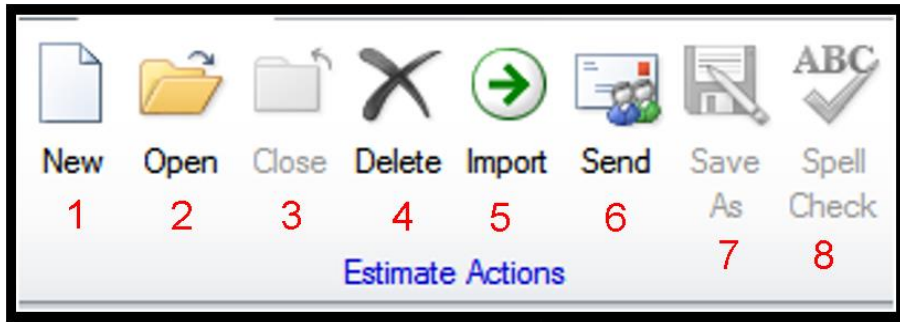 ABC
New Open Close Delete Import Send Save As Spell Check
1 2 3 4 5 6 7 8
Estimate Actions